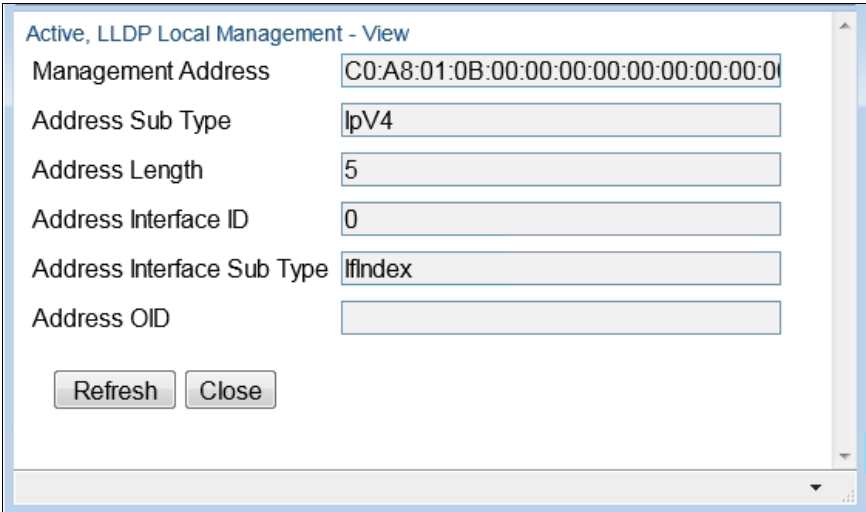 Active, LLDP Local Management - View
Management Address C0:A8:01:0B:00:00:00:00:00:00:00:0
Address Sub Type IpV4
Address Length 5
Address Interface ID 0
Address Interface Sub Type IfIndex
Address OID
Refresh Close